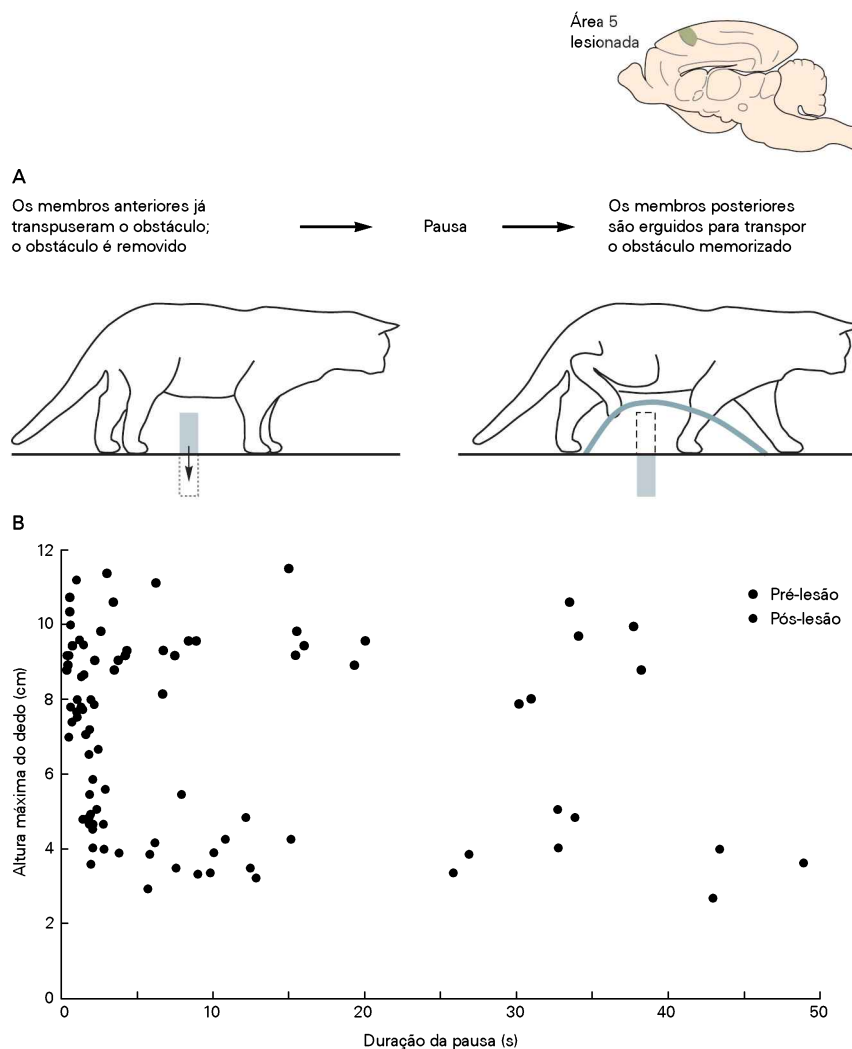 Área 5
lesionada
A
Os membros anteriores já
transpuseram o obstáculo;
o obstáculo é removido
Pausa
Os membros posteriores
são erguidos para transpor
o obstáculo memorizado
B
12
10
8
6
4
2
0
Altura máxima do dedo (cm)
Pré-lesão
Pós-lesão
0
10
20
30
40
50
Duração da pausa (s)